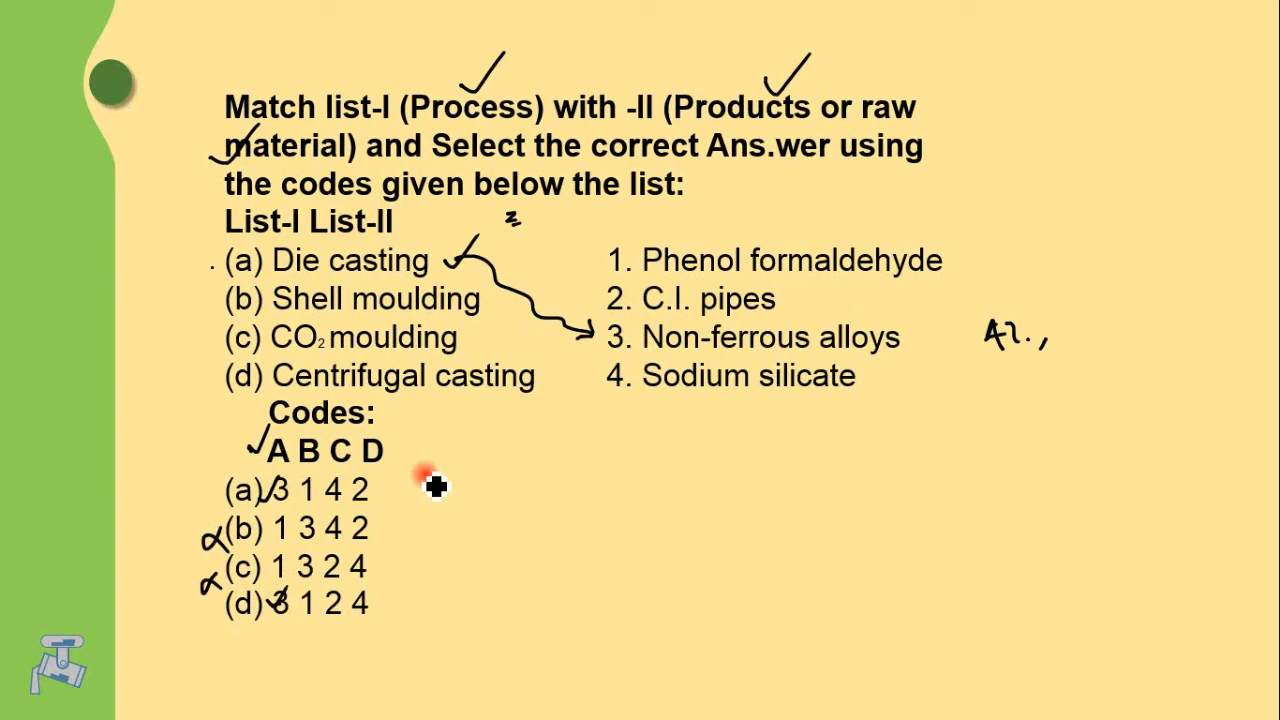 Match list-I (Process) with -II (Products or raw
material) and Select the correct Ans.wer using
the codes given below the list:
List-I List-II
. (a) Die casting 1. Phenol formaldehyde
(b) Shell moulding 2. C.I. pipes
(c) CO₂ moulding 3. Non-ferrous alloys
(d) Centrifugal casting 4. Sodium silicate
Codes:
A B C D
(a) 3 1 4 2
(b) 1 3 4 2
(c) 1 3 2 4
(d) 3 1 2 4